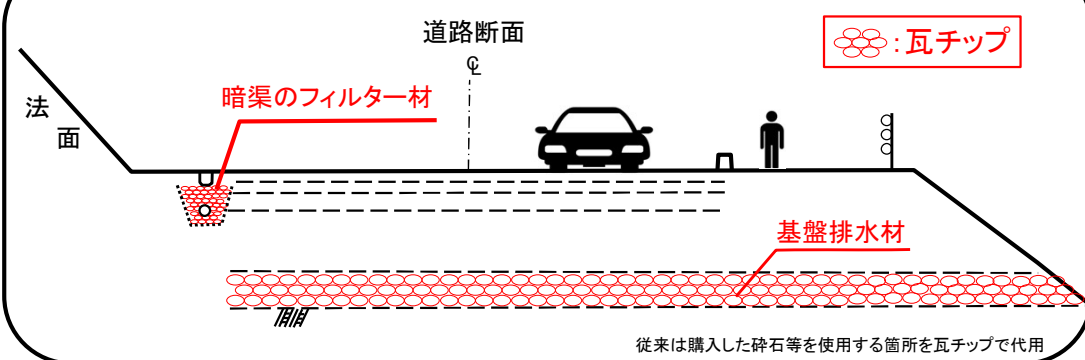 道路断面
℄
:瓦チップ
暗渠のフィルター材
法
面
基盤排水材
従来は購入した砕石等を使用する箇所を瓦チップで代用